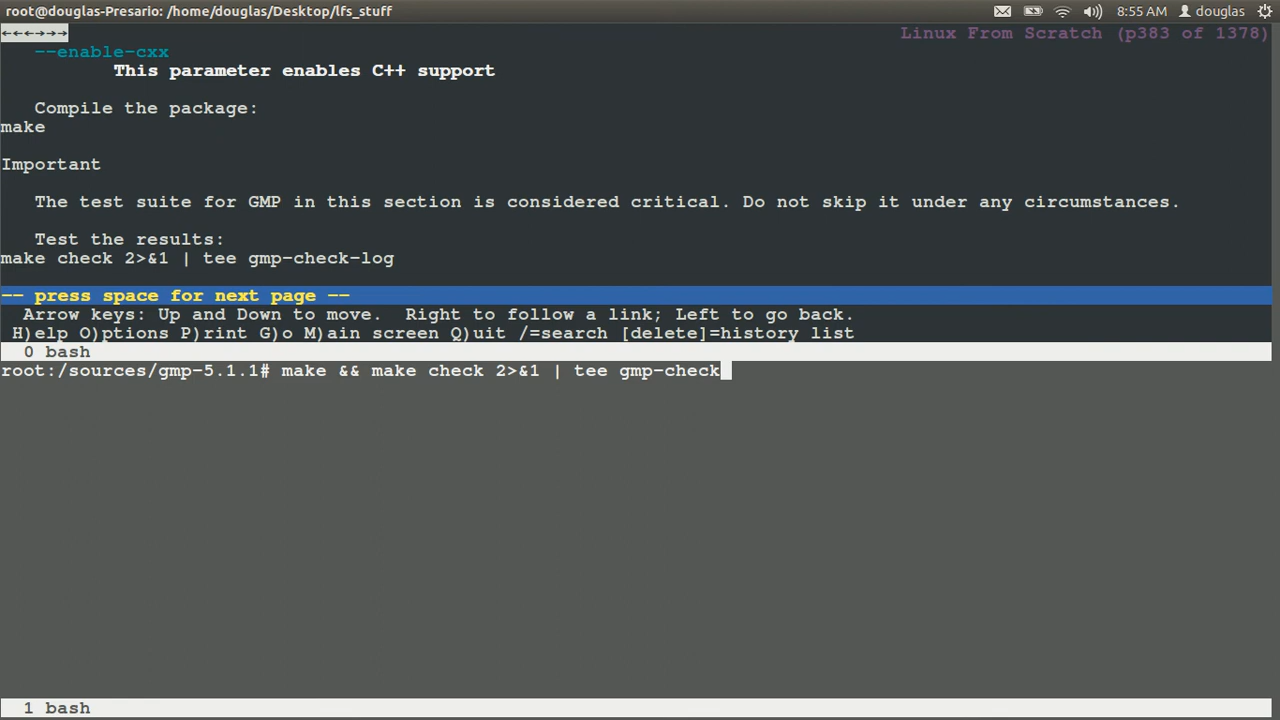 root@douglas-Presario: /home/douglas/Desktop/lfs_stuff 8:55 AM douglas
←←←→→→ Linux From Scratch (p383 of 1378)
--enable-cxx
This parameter enables C++ support
Compile the package:
make
Important
The test suite for GMP in this section is considered critical. Do not skip it under any circumstances.
Test the results:
make check 2>&1 | tee gmp-check-log
-- press space for next page --
Arrow keys: Up and Down to move.  Right to follow a link; Left to go back.
H)elp O)ptions P)rint G)o M)ain screen Q)uit /=search [delete]=history list
0 bash
root:/sources/gmp-5.1.1# make && make check 2>&1 | tee gmp-check
1 bash